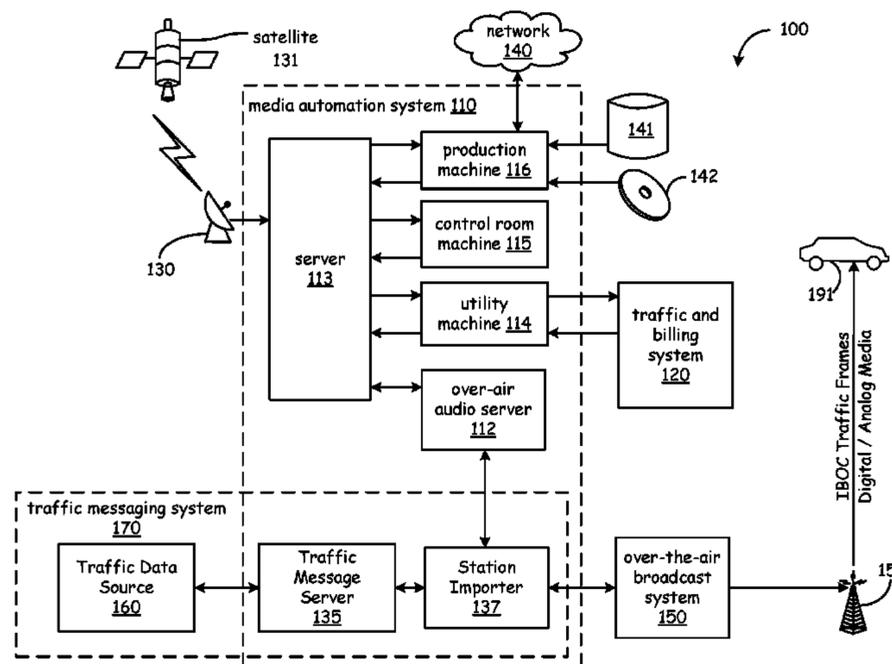 satellite
131
network
140
100
media automation system 110
141
production
machine 116
142
control room
machine 115
130
server
113
191
utility
machine 114
traffic and
billing
system
120
over-air
audio server
112
IBOC Traffic Frames
Digital / Analog Media
traffic messaging system
170
Traffic Data
Source
160
Traffic
Message
Server
135
Station
Importer
137
over-the-air
broadcast
system
150